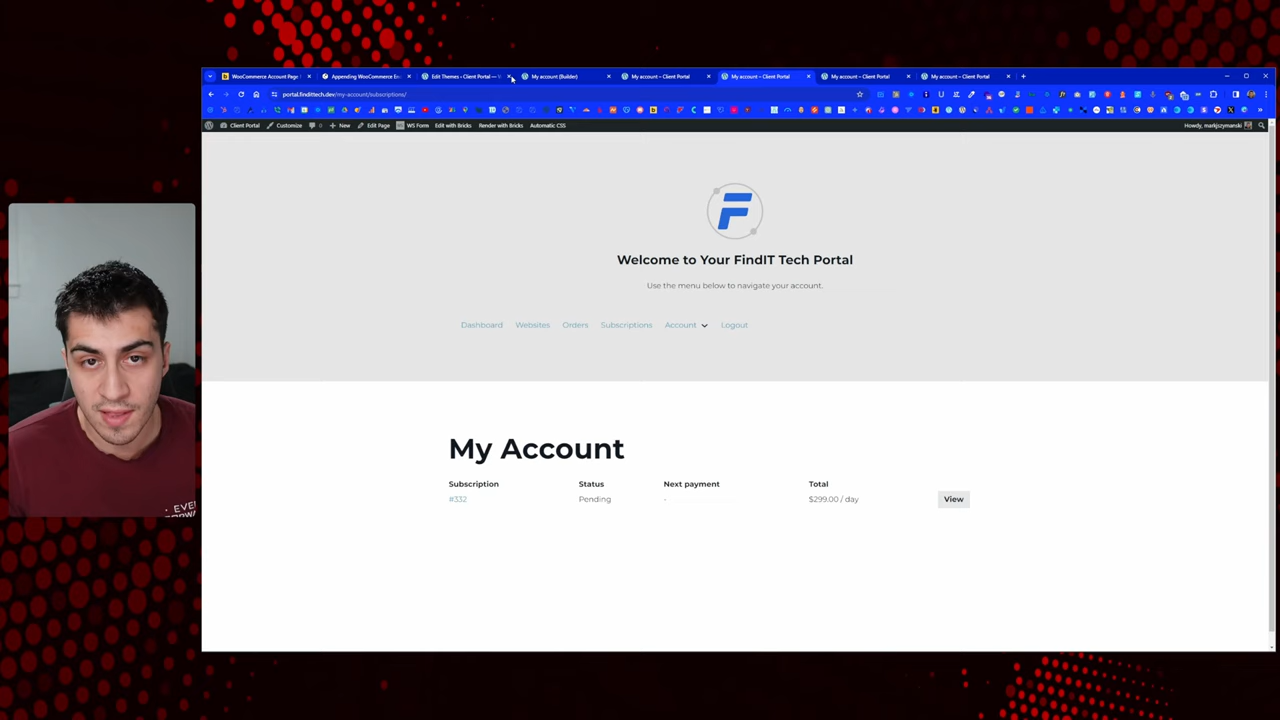 WooCommerce Account Page
Appending WooCommerce En
Edit Themes ‹ Client Portal — W
My account (Builder)
My account – Client Portal
My account – Client Portal
My account – Client Portal
My account – Client Portal
portal.findittech.dev/my-account/subscriptions/
Client Portal
Customize
0
New
Edit Page
WS Form
Edit with Bricks
Render with Bricks
Automatic CSS
Howdy, markjszymanski
F
Welcome to Your FindIT Tech Portal
Use the menu below to navigate your account.
Dashboard Websites Orders Subscriptions Account Logout
My Account
Subscription Status Next payment Total
#332 Pending - $299.00 / day View
EVE